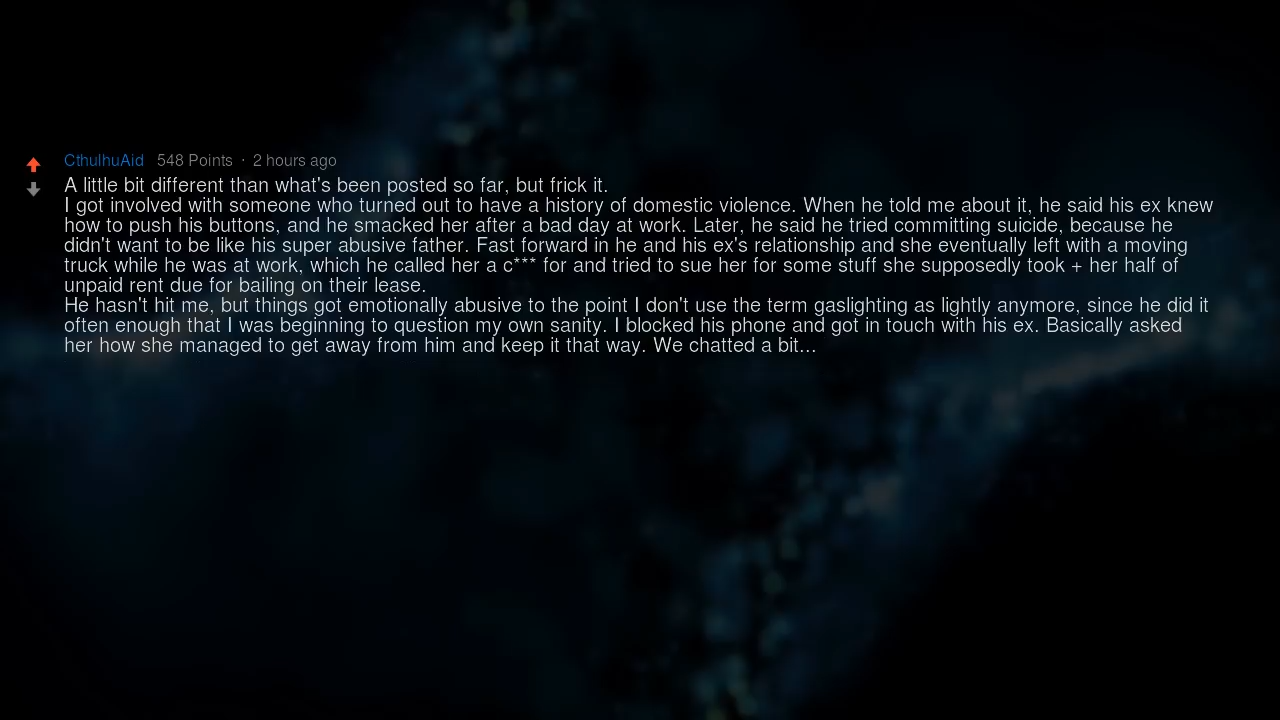 CthulhuAid 548 Points · 2 hours ago
A little bit different than what's been posted so far, but frick it.
I got involved with someone who turned out to have a history of domestic violence. When he told me about it, he said his ex knew
how to push his buttons, and he smacked her after a bad day at work. Later, he said he tried committing suicide, because he
didn't want to be like his super abusive father. Fast forward in he and his ex's relationship and she eventually left with a moving
truck while he was at work, which he called her a c*** for and tried to sue her for some stuff she supposedly took + her half of
unpaid rent due for bailing on their lease.
He hasn't hit me, but things got emotionally abusive to the point I don't use the term gaslighting as lightly anymore, since he did it
often enough that I was beginning to question my own sanity. I blocked his phone and got in touch with his ex. Basically asked
her how she managed to get away from him and keep it that way. We chatted a bit...